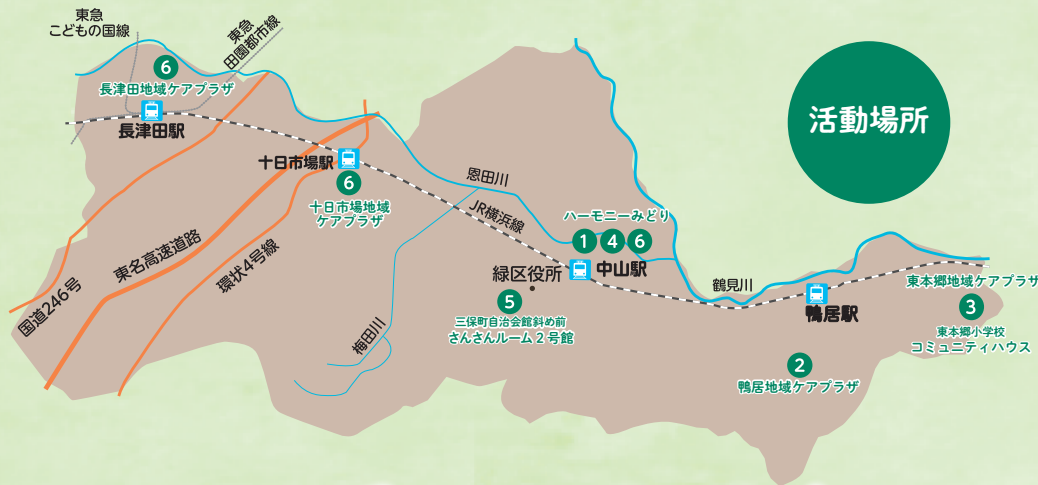 東急
こどもの国線
東急
田園都市線
6
長津田地域ケアプラザ
長津田駅
活動場所
十日市場駅
6
十日市場地域
ケアプラザ
恩田川
JR横浜線
ハーモニーみどり
1 4 6
中山駅
緑区役所
5
三保町自治会館斜め前
さんさんルーム2号館
東名高速道路
環状4号線
国道246号
梅田川
鶴見川
鴨居駅
東本郷地域ケアプラザ
3
東本郷小学校
コミュニティハウス
2
鴨居地域ケアプラザ